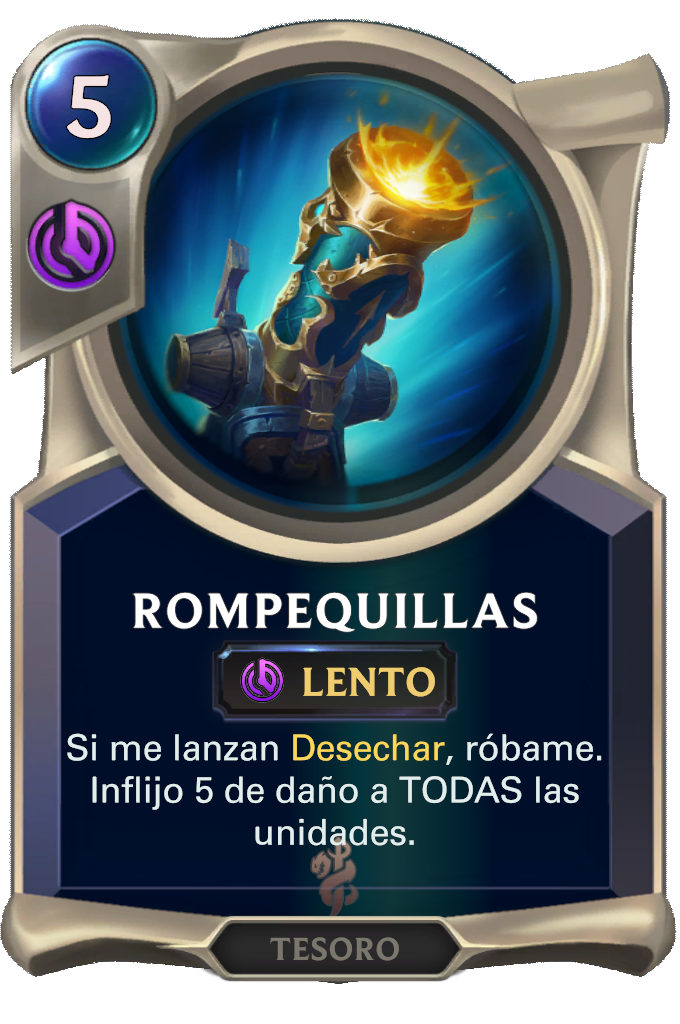 5
ROMPEQUILLAS
LENTO
Si me lanzan Desechar, róbame.
Inflijo 5 de daño a TODAS las
unidades.
TESORO